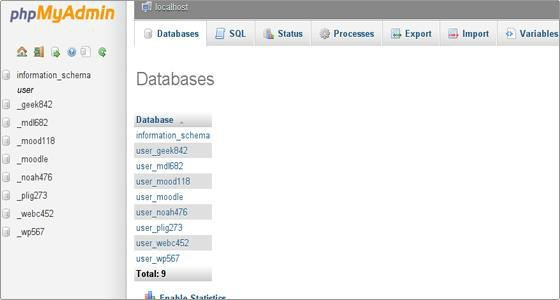 phpMyAdmin
information_schema
user
_geek842
_mdl682
_mood118
_moodle
_noah476
_plig273
_webc452
_wp567
localhost
Databases SQL Status Processes Export Import Variables
Databases
Database
information_schema
user_geek842
user_mdl682
user_mood118
user_moodle
user_noah476
user_plig273
user_webc452
user_wp567
Total: 9
Enable Statistics